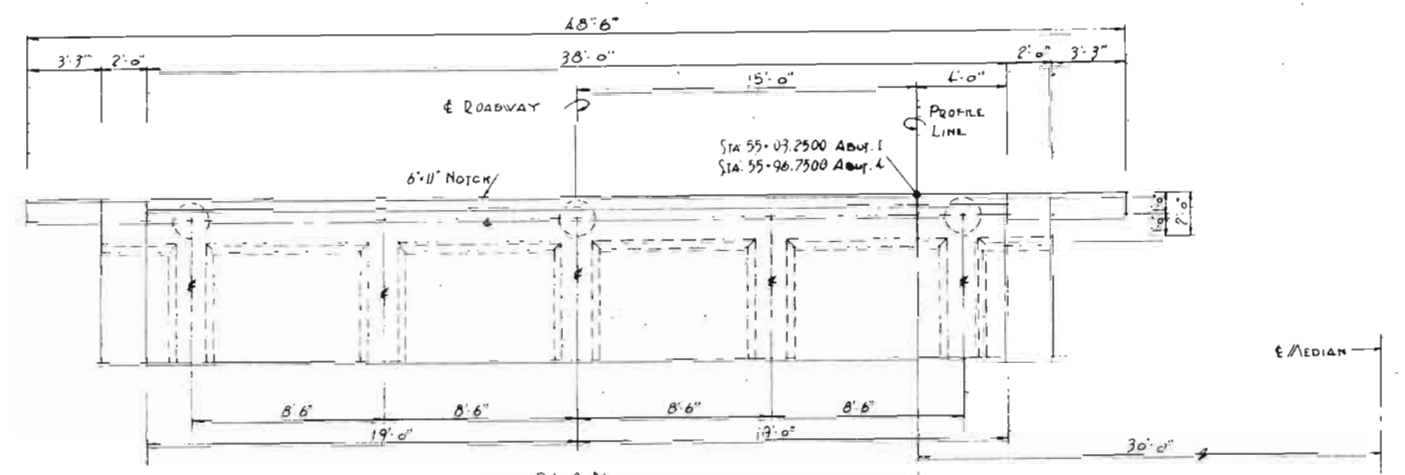 48'-6"
3'-3" 2'-0" 38'-0" 2'-0" 3'-3"
15'-0" 4'-0"
℄ ROADWAY
PROFILE
LINE
STA. 55+03.2500 ABUT. 1
STA. 55+96.7500 ABUT. 4
6"x11" NOTCH
2'-0"
℄ MEDIAN
8'-6" 8'-6" 8'-6" 8'-6"
19'-0" 19'-0"
30'-0"